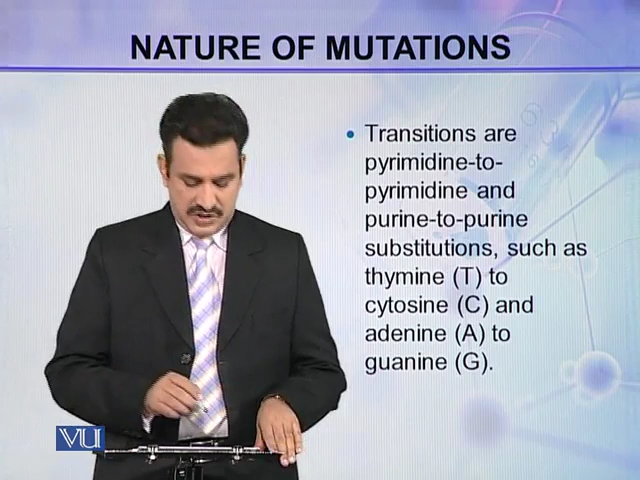 NATURE OF MUTATIONS
• Transitions are
pyrimidine-to-
pyrimidine and
purine-to-purine
substitutions, such as
thymine (T) to
cytosine (C) and
adenine (A) to
guanine (G).
VU